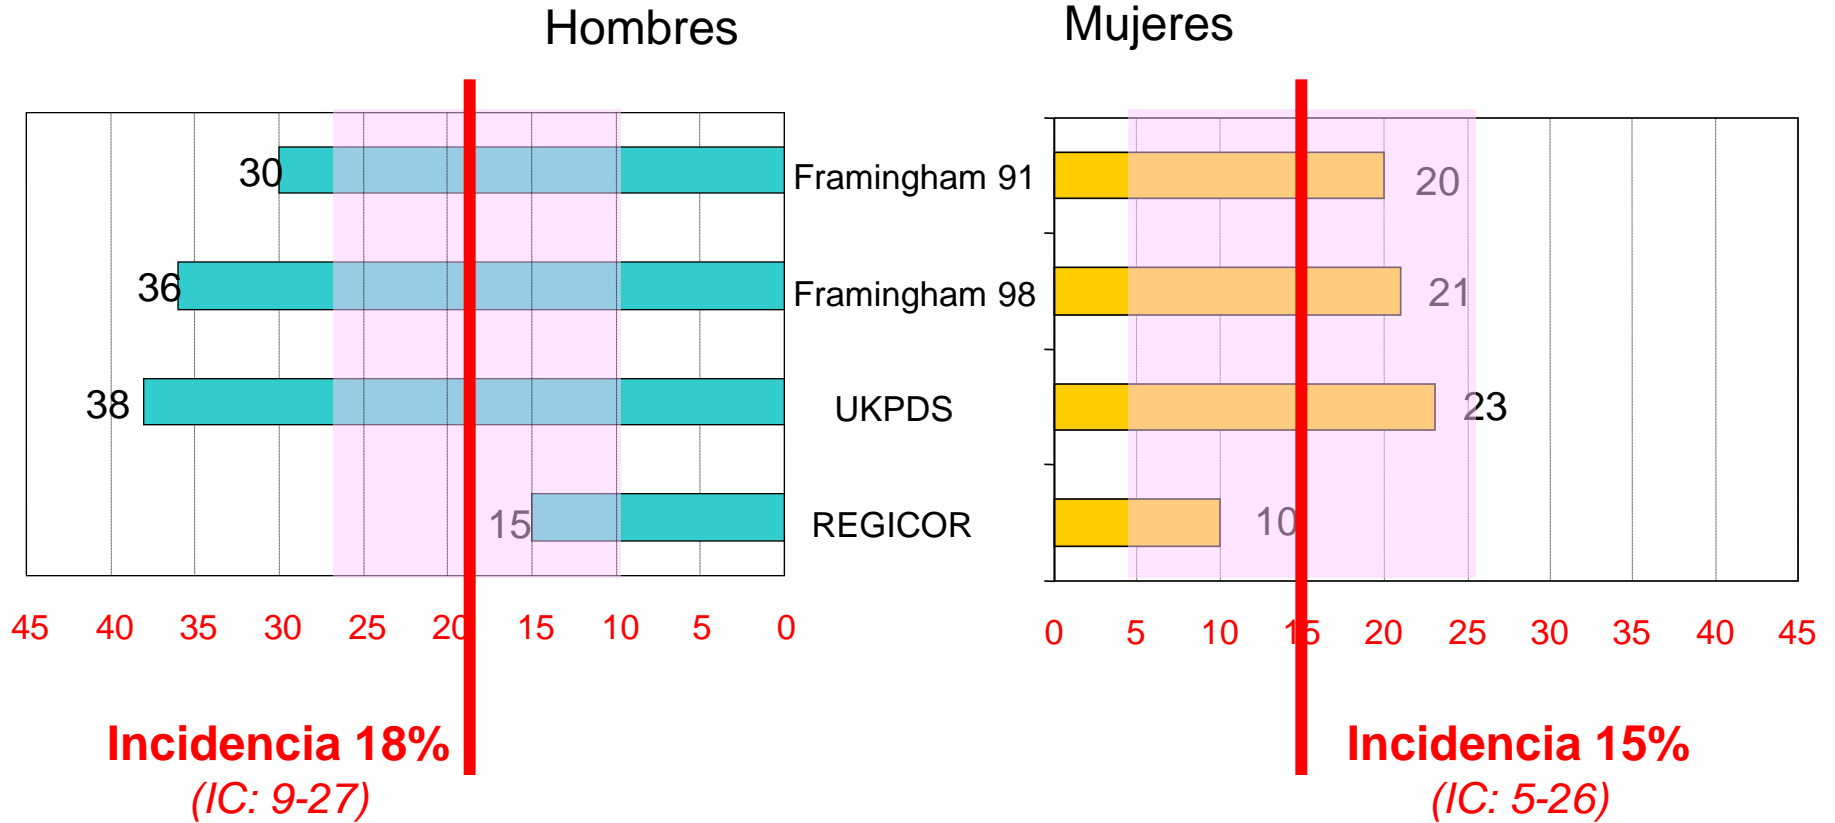 Hombres
Mujeres
30
Framingham 91
20
36
Framingham 98
21
38
UKPDS
23
15
REGICOR
10
45 40 35 30 25 20 15 10 5 0
0 5 10 15 20 25 30 35 40 45
Incidencia 18%
(IC: 9-27)
Incidencia 15%
(IC: 5-26)